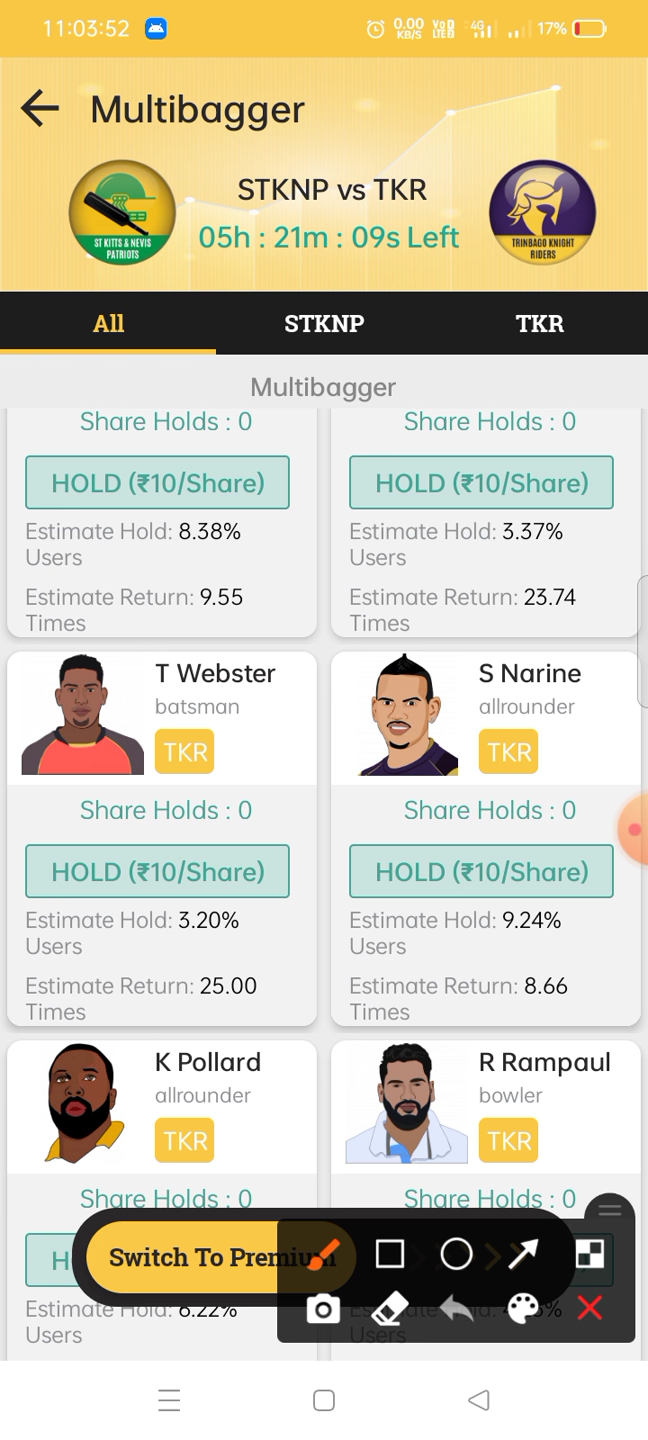 11:03:52
0.00 KB/S
VoD LTED
4G
17%
Multibagger
STKNP vs TKR
05h : 21m : 09s Left
ST KITTS & NEVIS
PATRIOTS
TRINBAGO KNIGHT
RIDERS
All STKNP TKR
Multibagger
Share Holds : 0 Share Holds : 0
HOLD (₹10/Share) HOLD (₹10/Share)
Estimate Hold: 8.38% Estimate Hold: 3.37%
Users Users
Estimate Return: 9.55 Estimate Return: 23.74
Times Times
T Webster S Narine
batsman allrounder
TKR TKR
Share Holds : 0 Share Holds : 0
HOLD (₹10/Share) HOLD (₹10/Share)
Estimate Hold: 3.20% Estimate Hold: 9.24%
Users Users
Estimate Return: 25.00 Estimate Return: 8.66
Times Times
K Pollard R Rampaul
allrounder bowler
TKR TKR
Share Holds : 0 Share Holds : 0
Switch To Premium
Estimate Hold: 6.22%
Users Users